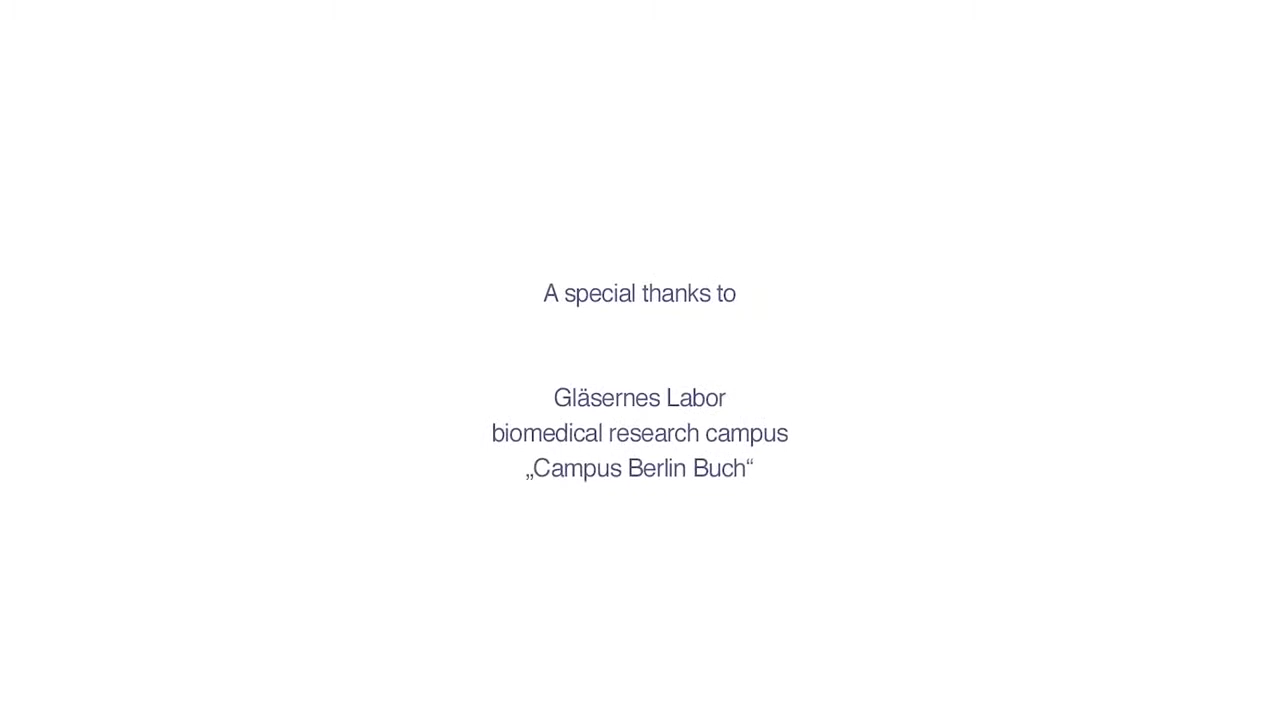 A special thanks to
Gläsernes Labor
biomedical research campus
„Campus Berlin Buch“